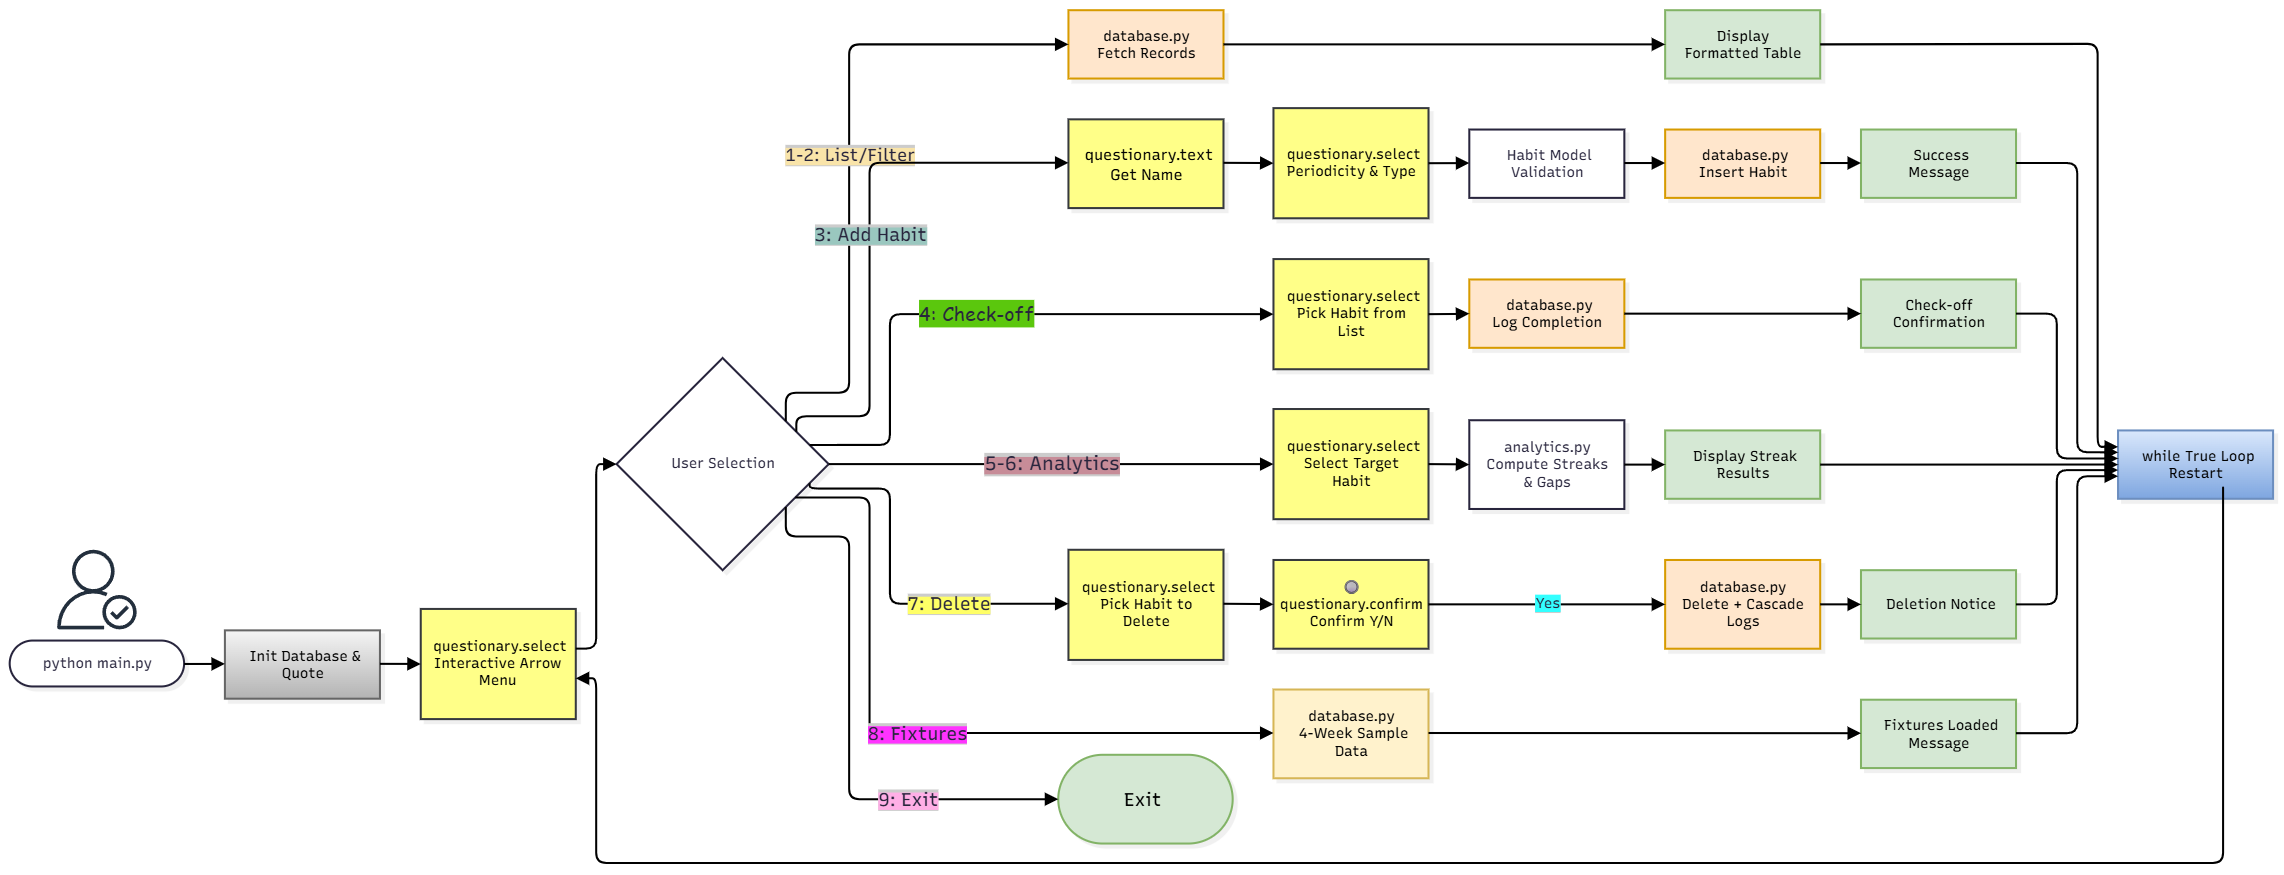 python main.py
Init Database &
Quote
questionary.select
Interactive Arrow
Menu
User Selection
1-2: List/Filter
database.py
Fetch Records
Display
Formatted Table
3: Add Habit
questionary.text
Get Name
questionary.select
Periodicity & Type
Habit Model
Validation
database.py
Insert Habit
Success
Message
4: Check-off
questionary.select
Pick Habit from
List
database.py
Log Completion
Check-off
Confirmation
5-6: Analytics
questionary.select
Select Target
Habit
analytics.py
Compute Streaks
& Gaps
Display Streak
Results
while True Loop
Restart
7: Delete
questionary.select
Pick Habit to
Delete
questionary.confirm
Confirm Y/N
Yes
database.py
Delete + Cascade
Logs
Deletion Notice
8: Fixtures
database.py
4-Week Sample
Data
Fixtures Loaded
Message
9: Exit
Exit